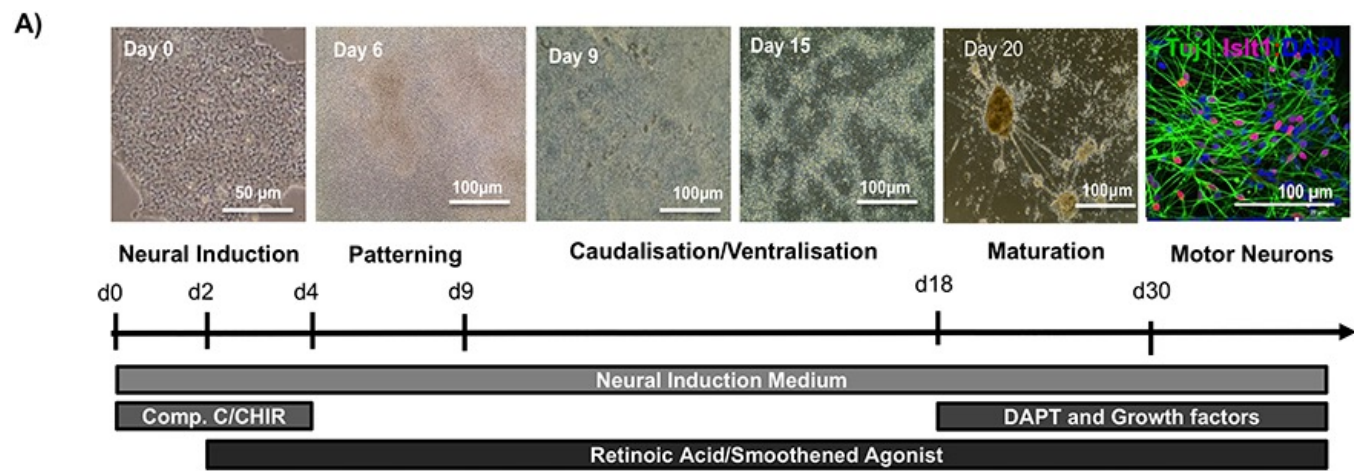 A)
Day 0
Day 6
Day 9
Day 15
Day 20
Tuj1 Islt1 DAPI
50 µm
100µm
100µm
100µm
100µm
100 µm
Neural Induction
Patterning
Caudalisation/Ventralisation
Maturation
Motor Neurons
d0
d2
d4
d9
d18
d30
Neural Induction Medium
Comp. C/CHIR
DAPT and Growth factors
Retinoic Acid/Smoothened Agonist